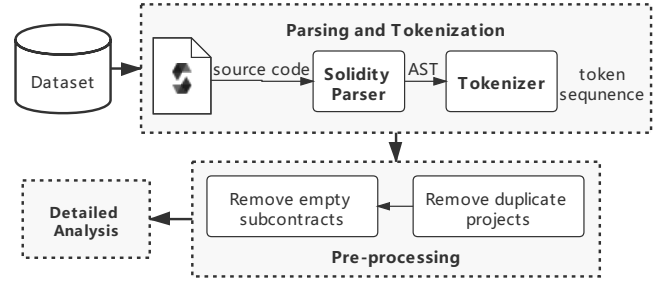 Parsing and Tokenization
Dataset
source code
Solidity
Parser
AST
Tokenizer
token
sequnence
Detailed
Analysis
Remove empty
subcontracts
Remove duplicate
projects
Pre-processing